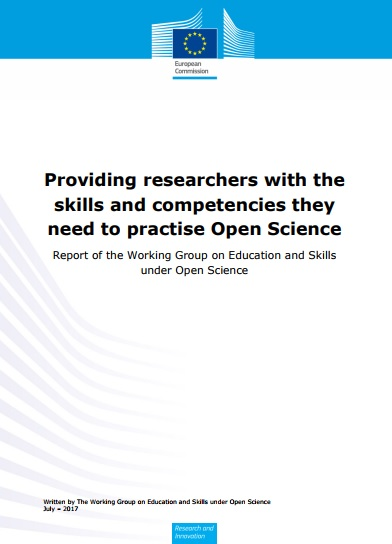 European
Commission
Providing researchers with the
skills and competencies they
need to practise Open Science
Report of the Working Group on Education and Skills
under Open Science
Written by The Working Group on Education and Skills under Open Science
July – 2017
Research and
Innovation